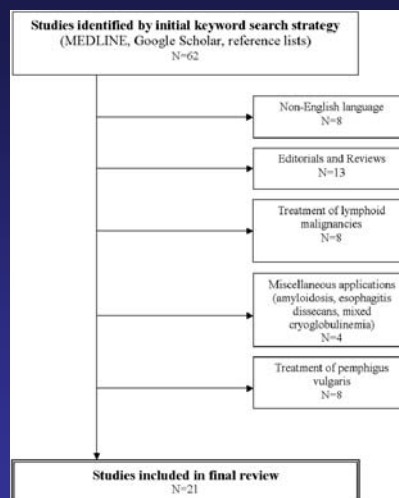 Studies identified by initial keyword search strategy
(MEDLINE, Google Scholar, reference lists)
N=62
Non-English language
N=8
Editorials and Reviews
N=13
Treatment of lymphoid
malignancies
N=8
Miscellaneous applications
(amyloidosis, esophagitis
dissecans, mixed
cryoglobulinemia)
N=4
Treatment of pemphigus
vulgaris
N=8
Studies included in final review
N=21